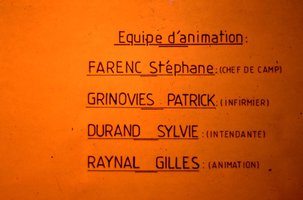 Equipe d'animation:
FARENC Stéphane: (CHEF DE CAMP)
GRINOVIES PATRICK: (INFIRMIER)
DURAND SYLVIE: (INTENDANTE)
RAYNAL GILLES: (ANIMATION)